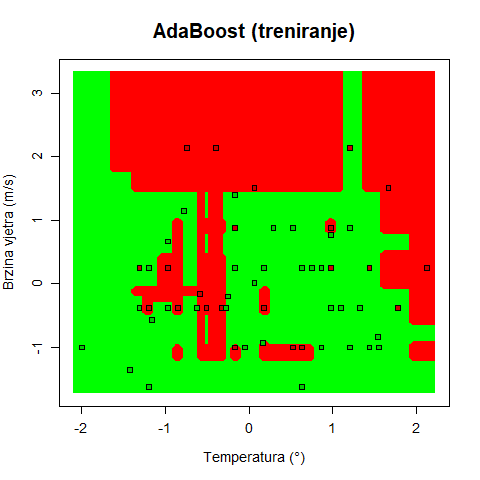 AdaBoost (treniranje)
Brzina vjetra (m/s)
3
2
1
0
-1
-2 -1 0 1 2
Temperatura (°)